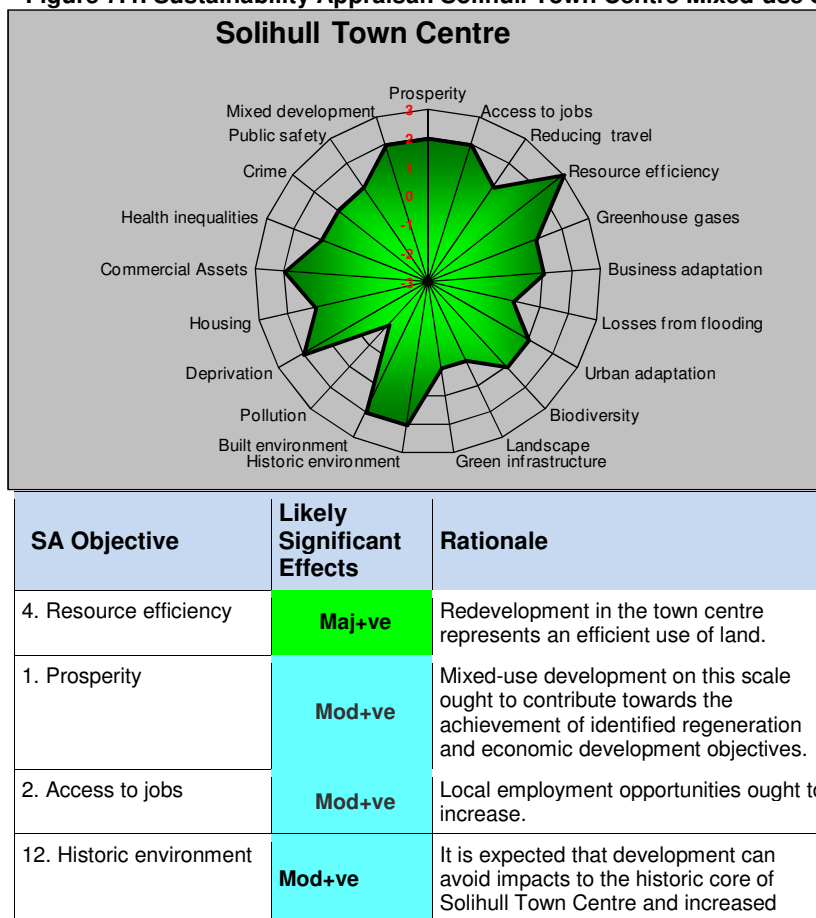 Solihull Town Centre
Prosperity
Mixed development
Access to jobs
Public safety
Reducing travel
Crime
Resource efficiency
Health inequalities
Greenhouse gases
Commercial Assets
Business adaptation
Housing
Losses from flooding
Deprivation
Urban adaptation
Pollution
Biodiversity
Built environment
Landscape
Historic environment
Green infrastructure
3
2
1
0
-1
-2
-3
SA Objective
Likely
Significant
Effects
Rationale
4. Resource efficiency
Maj+ve
Redevelopment in the town centre
represents an efficient use of land.
1. Prosperity
Mod+ve
Mixed-use development on this scale
ought to contribute towards the
achievement of identified regeneration
and economic development objectives.
2. Access to jobs
Mod+ve
Local employment opportunities ought to
increase.
12. Historic environment
Mod+ve
It is expected that development can
avoid impacts to the historic core of
Solihull Town Centre and increased